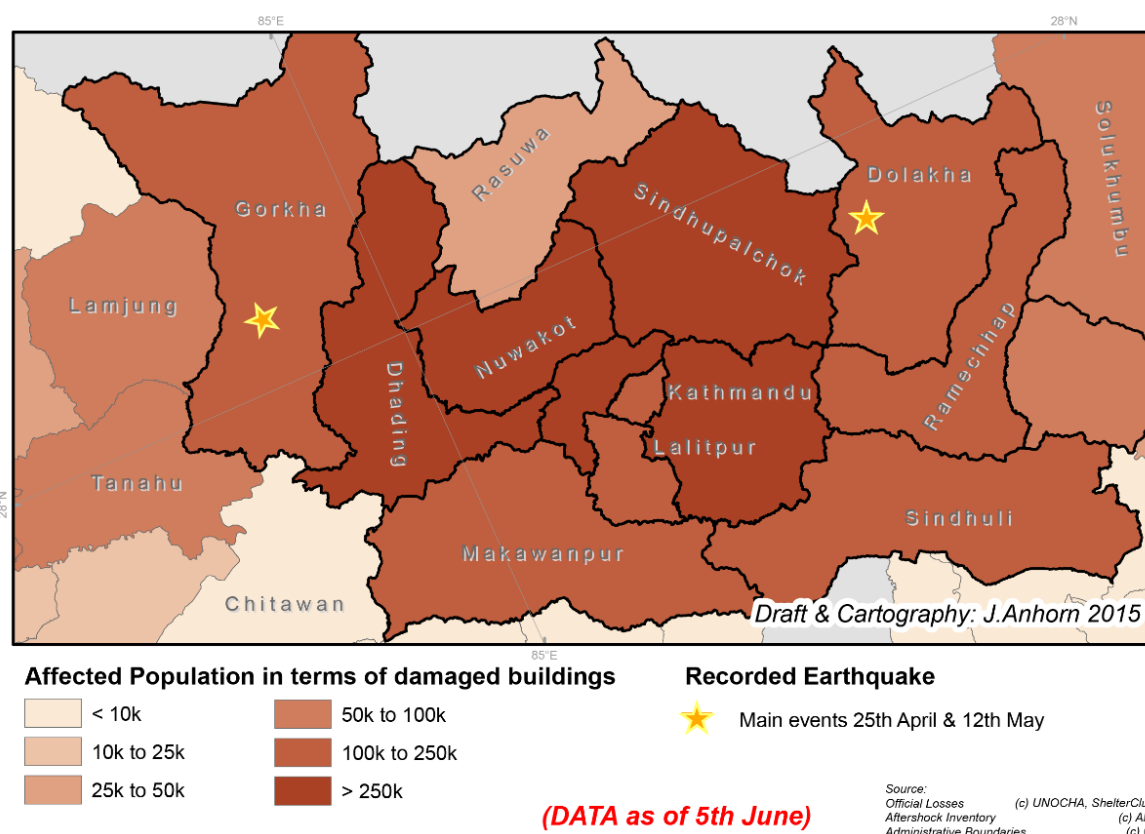 85°E
28°N
Rasuwa
Solukhumbu
Dolakha
Gorkha
Sindhupalchok
Lamjung
Nuwakot
Ramechhap
Dhading
Kathmandu
Lalitpur
Tanahu
28°N
Sindhuli
Makawanpur
Chitawan
Draft & Cartography: J.Anhorn 2015
85°E
Affected Population in terms of damaged buildings
< 10k
10k to 25k
25k to 50k
50k to 100k
100k to 250k
> 250k
Recorded Earthquake
Main events 25th April & 12th May
(DATA as of 5th June)
Source:
Official Losses (c) UNOCHA, ShelterClu
Aftershock Inventory (c) A
Administrative Boundaries (c)